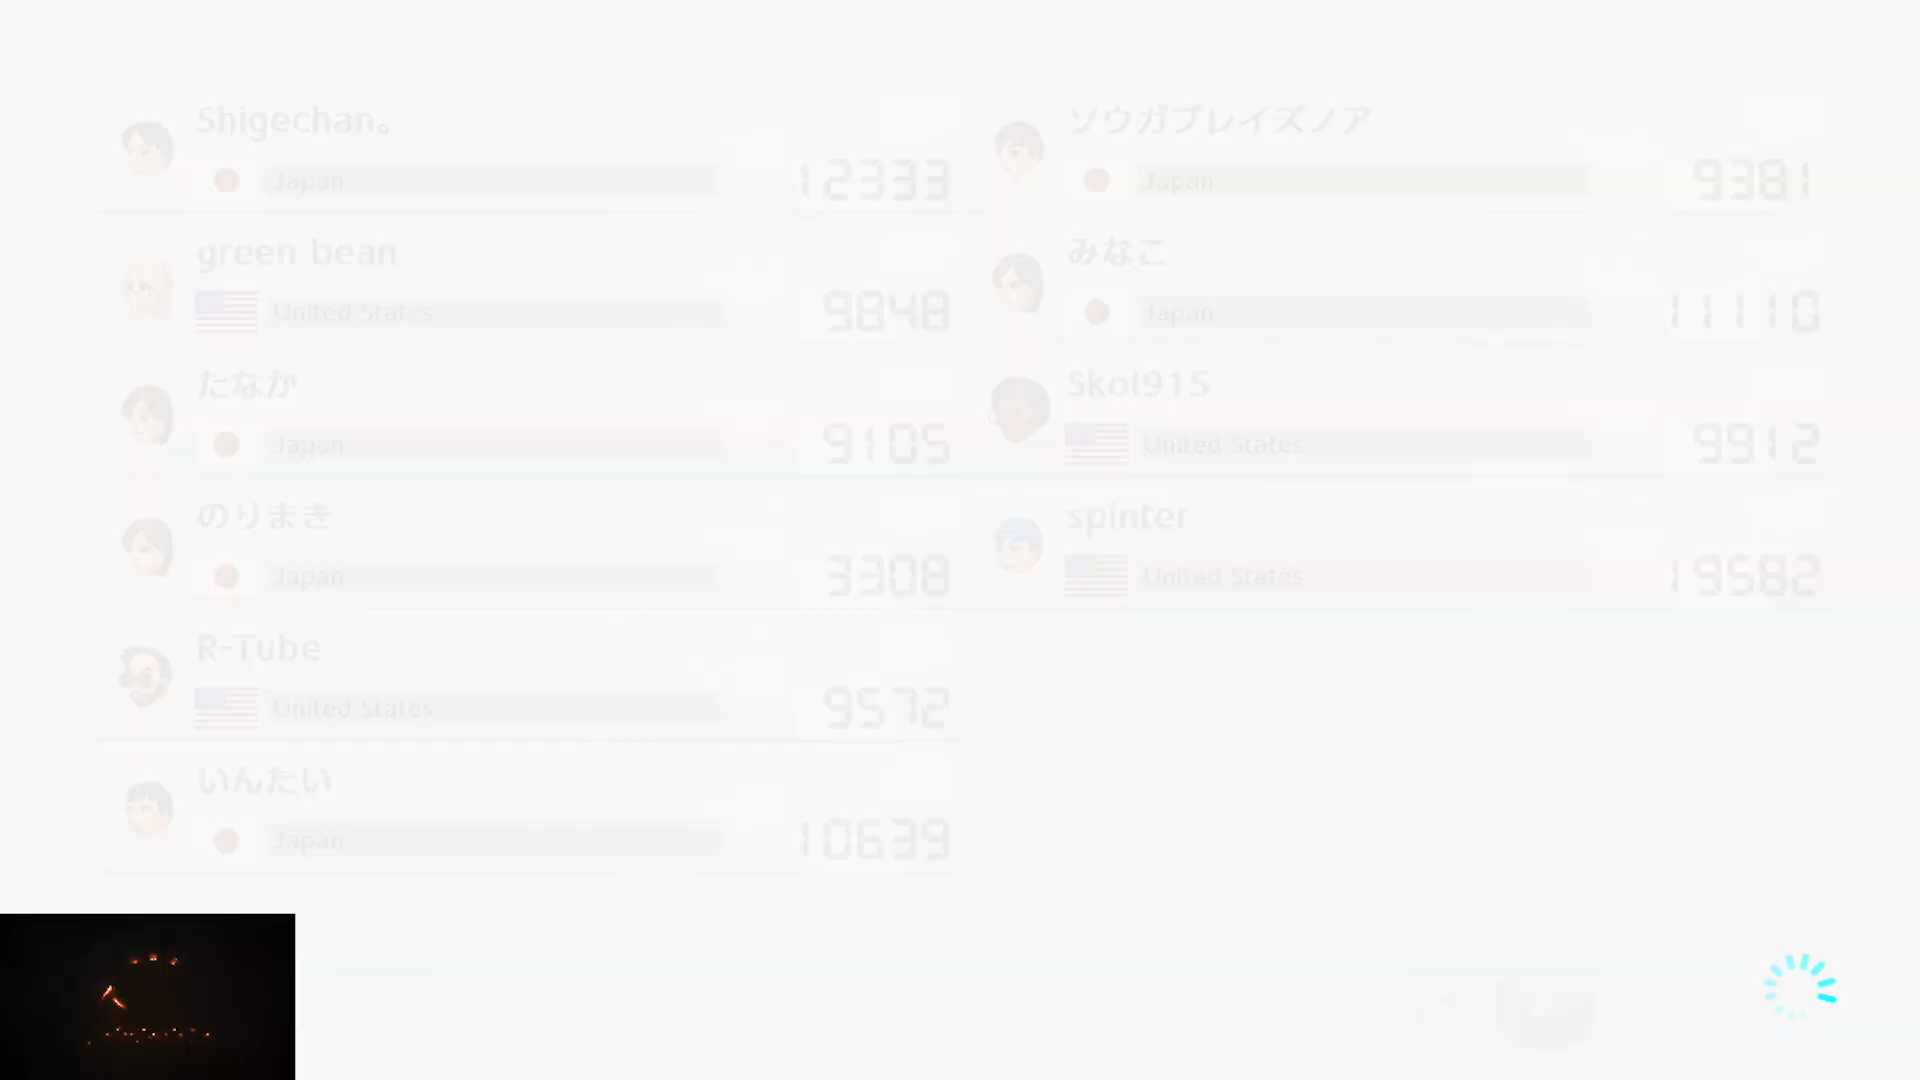 Shigechan。
Japan 12333
green bean
United States 9848
たなか
Japan 9105
のりまき
Japan 3308
R-Tube
United States 9572
いんたい
Japan 10639
ソウガブレイズノア
Japan 9381
みなこ
Japan 11110
Skol915
United States 9912
spinter
United States 19582